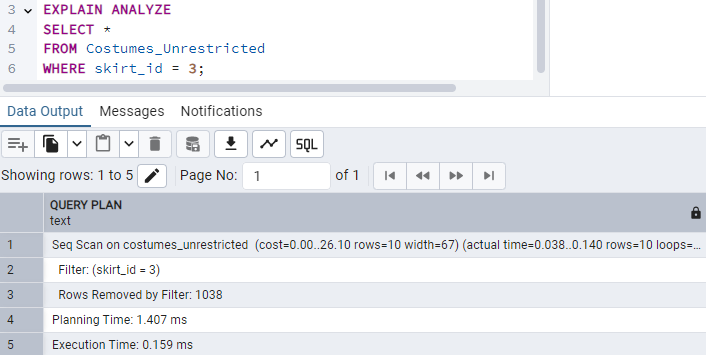 3 EXPLAIN ANALYZE
4 SELECT *
5 FROM Costumes_Unrestricted
6 WHERE skirt_id = 3;
Data Output Messages Notifications
SQL
Showing rows: 1 to 5 Page No: 1 of 1
QUERY PLAN
text
1 Seq Scan on costumes_unrestricted (cost=0.00..26.10 rows=10 width=67) (actual time=0.038..0.140 rows=10 loops=...
2 Filter: (skirt_id = 3)
3 Rows Removed by Filter: 1038
4 Planning Time: 1.407 ms
5 Execution Time: 0.159 ms